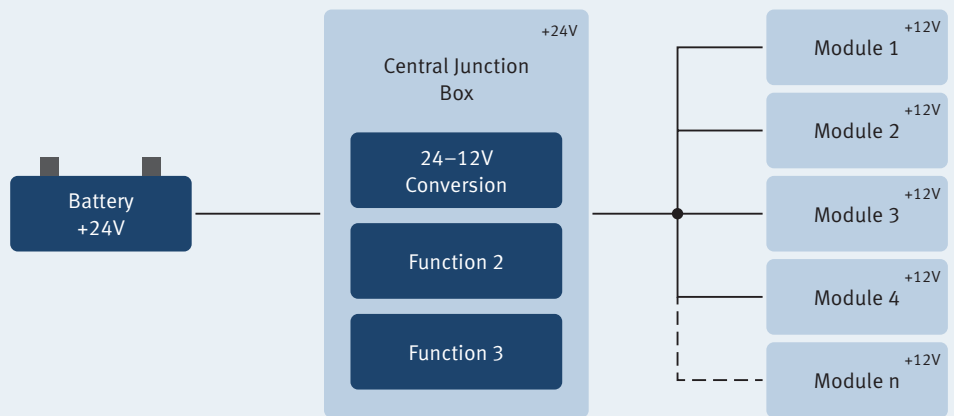 Battery
+24V
+24V
Central Junction
Box
24–12V
Conversion
Function 2
Function 3
+12V
Module 1
+12V
Module 2
+12V
Module 3
+12V
Module 4
+12V
Module n